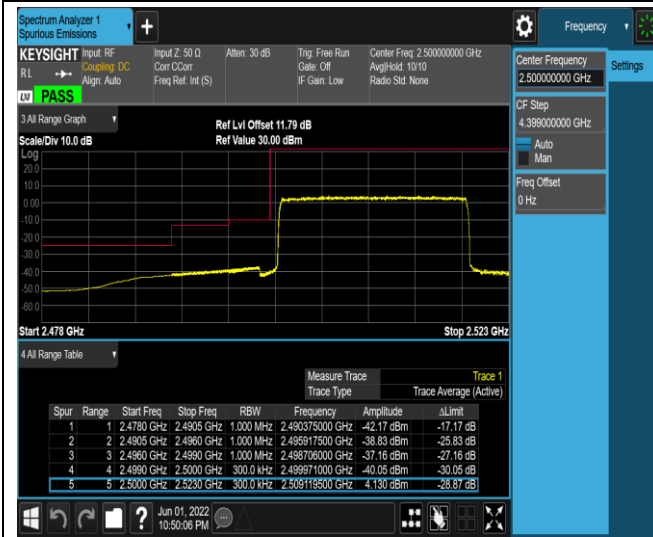 Spectrum Analyzer 1
Spurious Emissions
Frequency
KEYSIGHT
RL
Input: RF
Coupling: DC
Align: Auto
Input Z: 50 Ω
Corr CCorr
Freq Ref: Int (S)
Atten: 30 dB
Trig: Free Run
Gate: Off
IF Gain: Low
Center Freq: 2.500000000 GHz
Avg|Hold: 10/10
Radio Std: None
LXI PASS
Center Frequency
2.500000000 GHz
Settings
CF Step
4.399000000 GHz
Auto
Man
Freq Offset
0 Hz
3 All Range Graph
Scale/Div 10.0 dB
Ref Lvl Offset 11.79 dB
Ref Value 30.00 dBm
Log
20.0
10.0
0.00
-10.0
-20.0
-30.0
-40.0
-50.0
-60.0
Start 2.478 GHz Stop 2.523 GHz
4 All Range Table
Measure Trace Trace 1
Trace Type Trace Average (Active)
Spur Range Start Freq Stop Freq RBW Frequency Amplitude ΔLimit
1 1 2.4780 GHz 2.4905 GHz 1.000 MHz 2.490375000 GHz -42.17 dBm -17.17 dB
2 2 2.4905 GHz 2.4960 GHz 1.000 MHz 2.495917500 GHz -38.83 dBm -25.83 dB
3 3 2.4960 GHz 2.4990 GHz 1.000 MHz 2.498706000 GHz -37.16 dBm -27.16 dB
4 4 2.4990 GHz 2.5000 GHz 300.0 kHz 2.499971000 GHz -40.05 dBm -30.05 dB
5 5 2.5000 GHz 2.5230 GHz 300.0 kHz 2.509119500 GHz 4.130 dBm -28.87 dB
Jun 01, 2022
10:50:06 PM